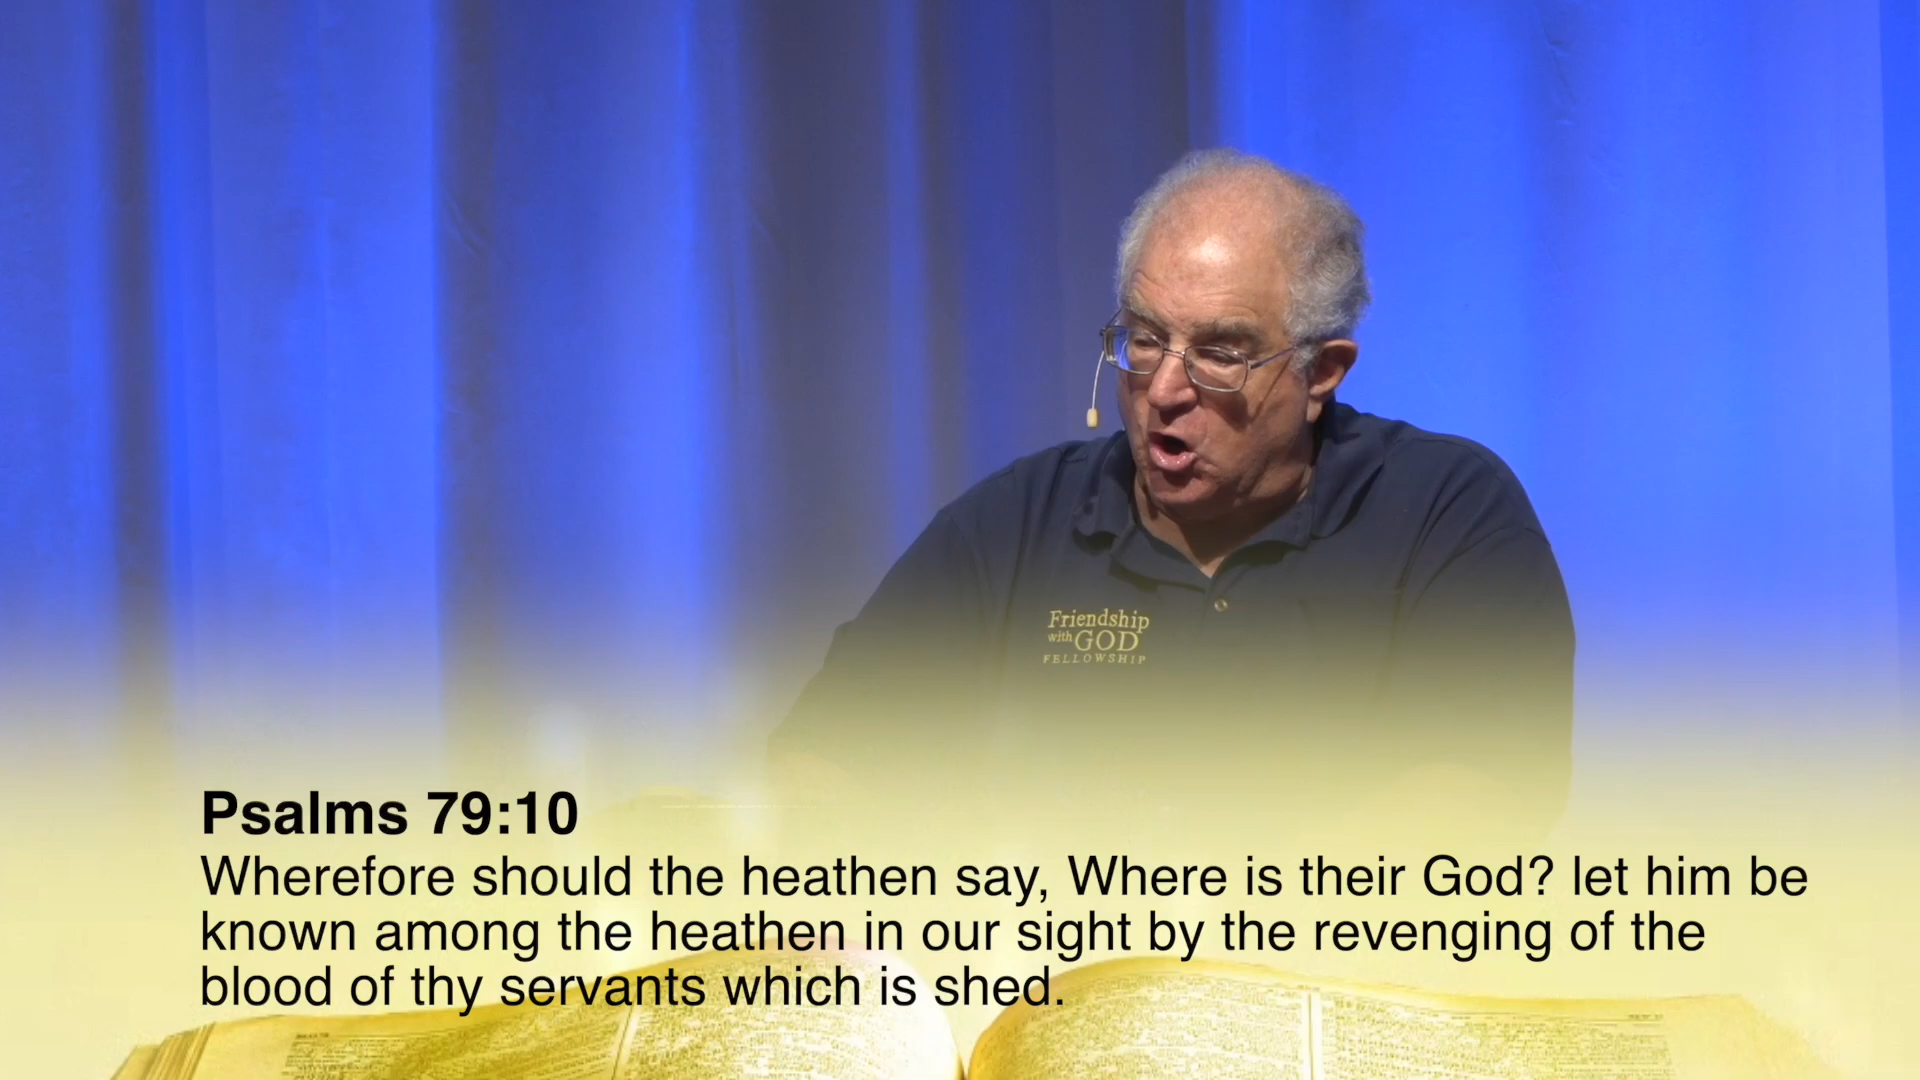 Friendship
with GOD
FELLOWSHIP
Psalms 79:10
Wherefore should the heathen say, Where is their God? let him be
known among the heathen in our sight by the revenging of the
blood of thy servants which is shed.